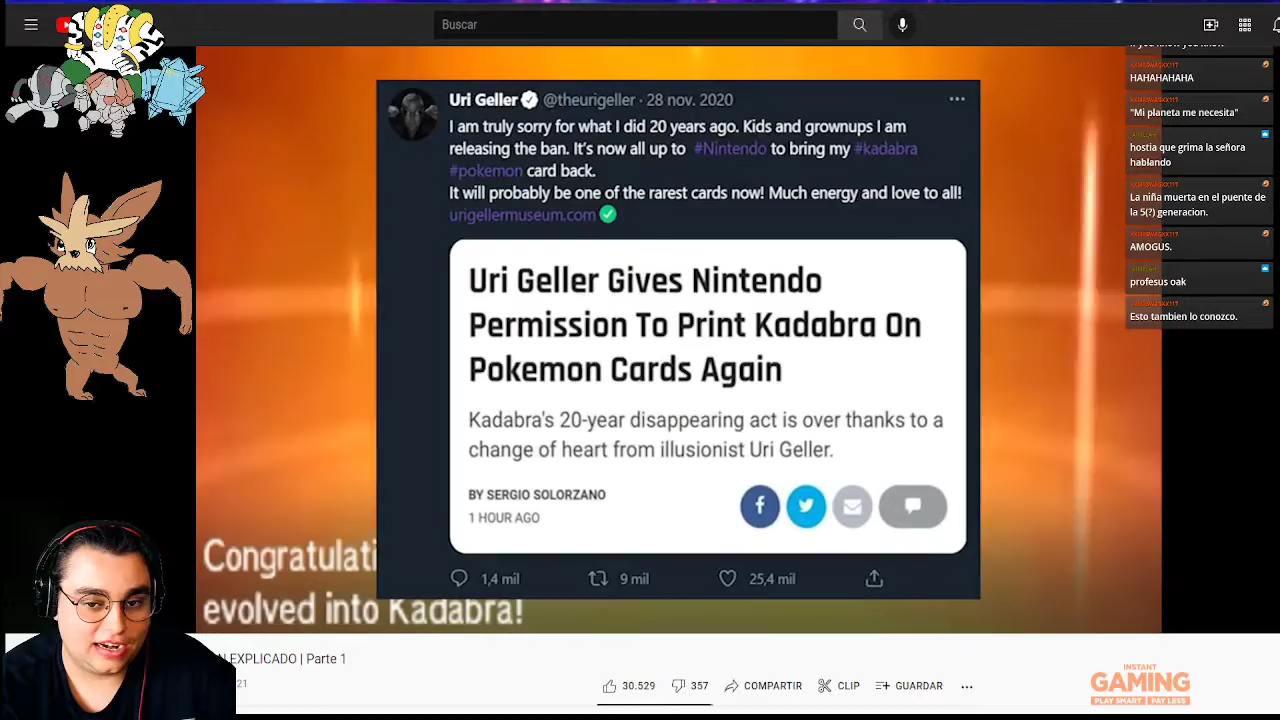 Buscar
Uri Geller @theurigeller · 28 nov. 2020
I am truly sorry for what I did 20 years ago. Kids and grownups I am
releasing the ban. It's now all up to #Nintendo to bring my #kadabra
#pokemon card back.
It will probably be one of the rarest cards now! Much energy and love to all!
urigellermuseum.com
Uri Geller Gives Nintendo
Permission To Print Kadabra On
Pokemon Cards Again
Kadabra's 20-year disappearing act is over thanks to a
change of heart from illusionist Uri Geller.
BY SERGIO SOLORZANO
1 HOUR AGO
1,4 mil
9 mil
25,4 mil
Congratulati
evolved into Kadabra!
EXPLICADO | Parte 1
21
30.529
357
COMPARTIR
CLIP
GUARDAR
HAHAHAHAHA
"Mi planeta me necesita"
hostia que grima la señora
hablando
La niña muerta en el puente de
la 5(?) generacion.
AMOGUS.
profesus oak
Esto tambien lo conozco.
INSTANT
GAMING
PLAY SMART | PAY LESS